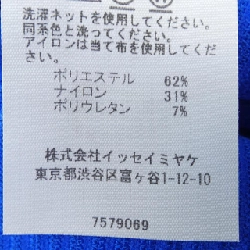 洗濯ネットを使用してください。
同系色と洗ってください。
アイロンは当て布を使用してください。
ポリエステル 62%
ナイロン 31%
ポリウレタン 7%
株式会社イッセイミヤケ
東京都渋谷区富ヶ谷1-12-10
7579069